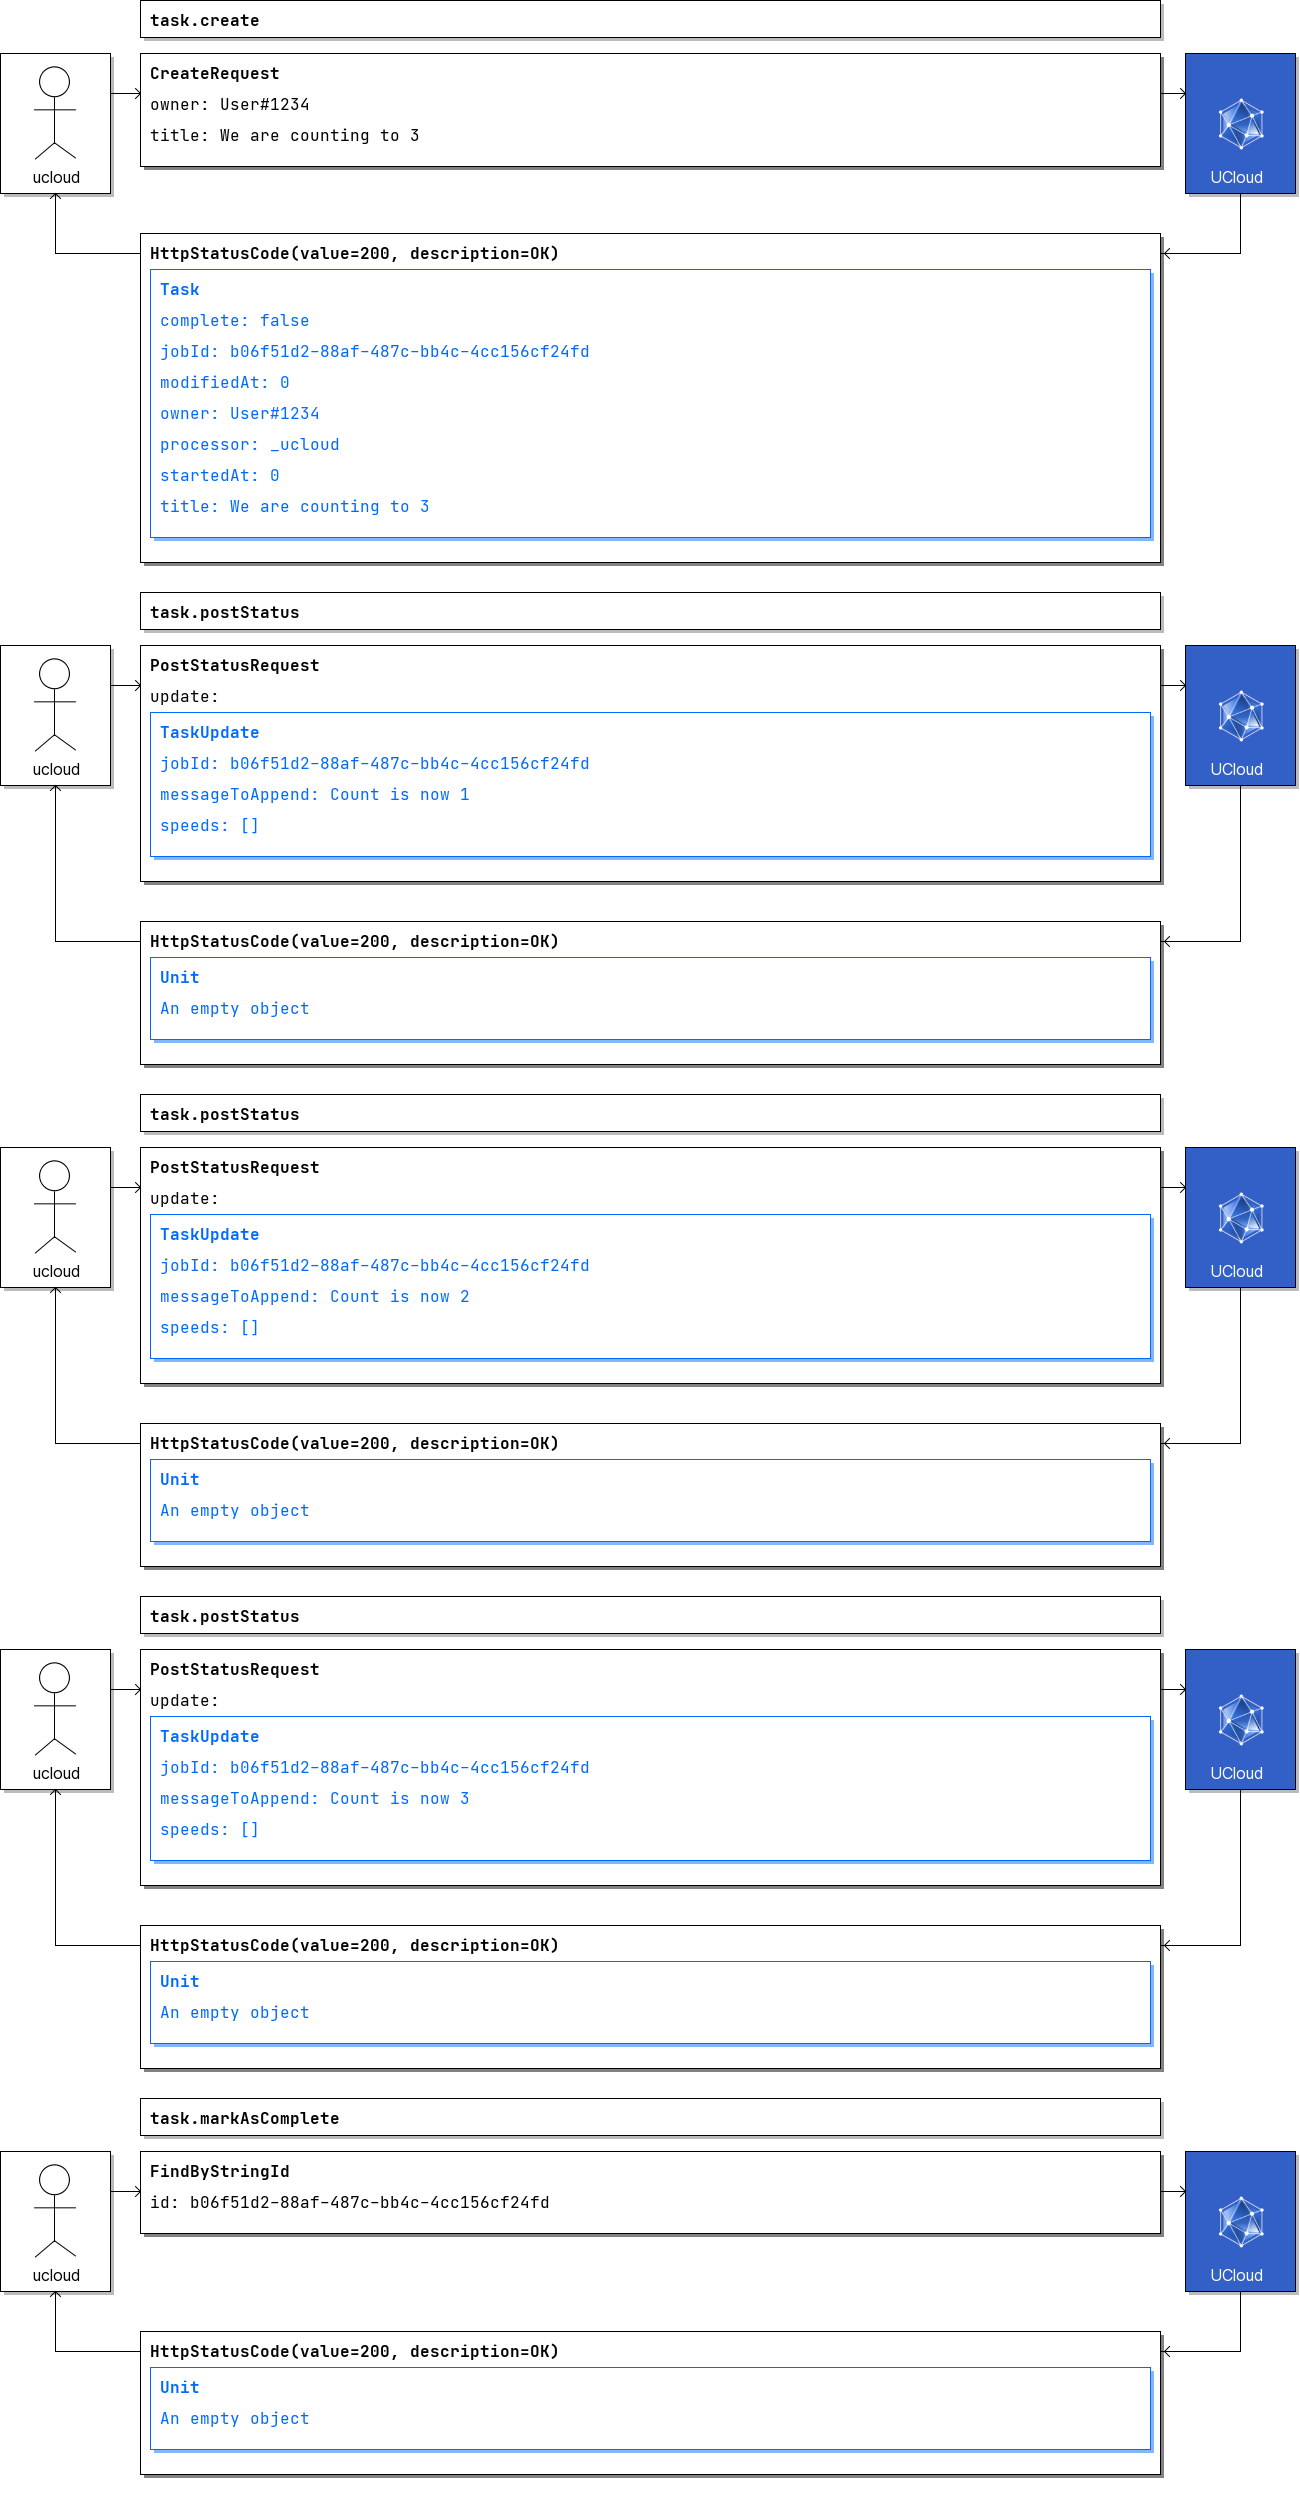 task.create
CreateRequest
owner: User#1234
title: We are counting to 3
ucloud
UCloud
HttpStatusCode(value=200, description=OK)
Task
complete: false
jobId: b06f51d2-88af-487c-bb4c-4cc156cf24fd
modifiedAt: 0
owner: User#1234
processor: _ucloud
startedAt: 0
title: We are counting to 3
task.postStatus
PostStatusRequest
update:
TaskUpdate
jobId: b06f51d2-88af-487c-bb4c-4cc156cf24fd
messageToAppend: Count is now 1
speeds: []
ucloud
UCloud
HttpStatusCode(value=200, description=OK)
Unit
An empty object
task.postStatus
PostStatusRequest
update:
TaskUpdate
jobId: b06f51d2-88af-487c-bb4c-4cc156cf24fd
messageToAppend: Count is now 2
speeds: []
ucloud
UCloud
HttpStatusCode(value=200, description=OK)
Unit
An empty object
task.postStatus
PostStatusRequest
update:
TaskUpdate
jobId: b06f51d2-88af-487c-bb4c-4cc156cf24fd
messageToAppend: Count is now 3
speeds: []
ucloud
UCloud
HttpStatusCode(value=200, description=OK)
Unit
An empty object
task.markAsComplete
FindByStringId
id: b06f51d2-88af-487c-bb4c-4cc156cf24fd
ucloud
UCloud
HttpStatusCode(value=200, description=OK)
Unit
An empty object